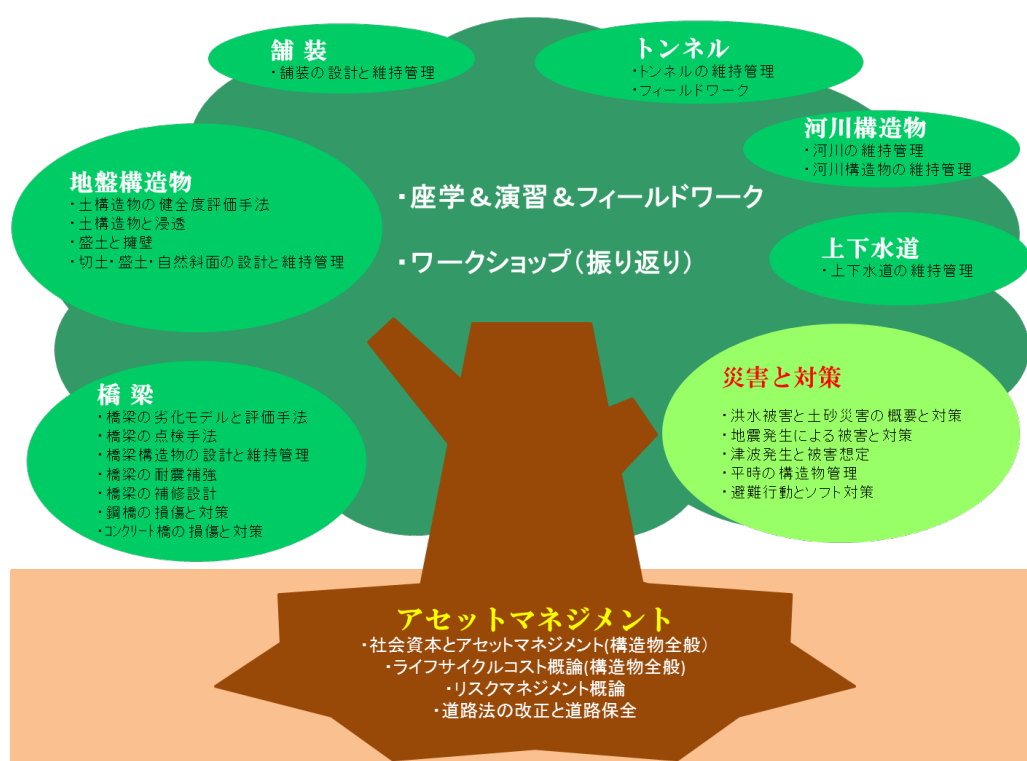 舗 装
・舗装の設計と維持管理
トンネル
・トンネルの維持管理
・フィールドワーク
河川構造物
・河川の維持管理
・河川構造物の維持管理
地盤構造物
・土構造物の健全度評価手法
・土構造物と浸透
・盛土と擁壁
・切土・盛土・自然斜面の設計と維持管理
・座学＆演習＆フィールドワーク
・ワークショップ（振り返り）
上下水道
・上下水道の維持管理
橋 梁
・橋梁の劣化モデルと評価手法
・橋梁の点検手法
・橋梁構造物の設計と維持管理
・橋梁の耐震補強
・橋梁の補修設計
・鋼橋の損傷と対策
・コンクリート橋の損傷と対策
災害と対策
・洪水被害と土砂災害の概要と対策
・地震発生による被害と対策
・津波発生と被害想定
・平時の構造物管理
・避難行動とソフト対策
アセットマネジメント
・社会資本とアセットマネジメント(構造物全般）
・ライフサイクルコスト概論(構造物全般)
・リスクマネジメント概論
・道路法の改正と道路保全